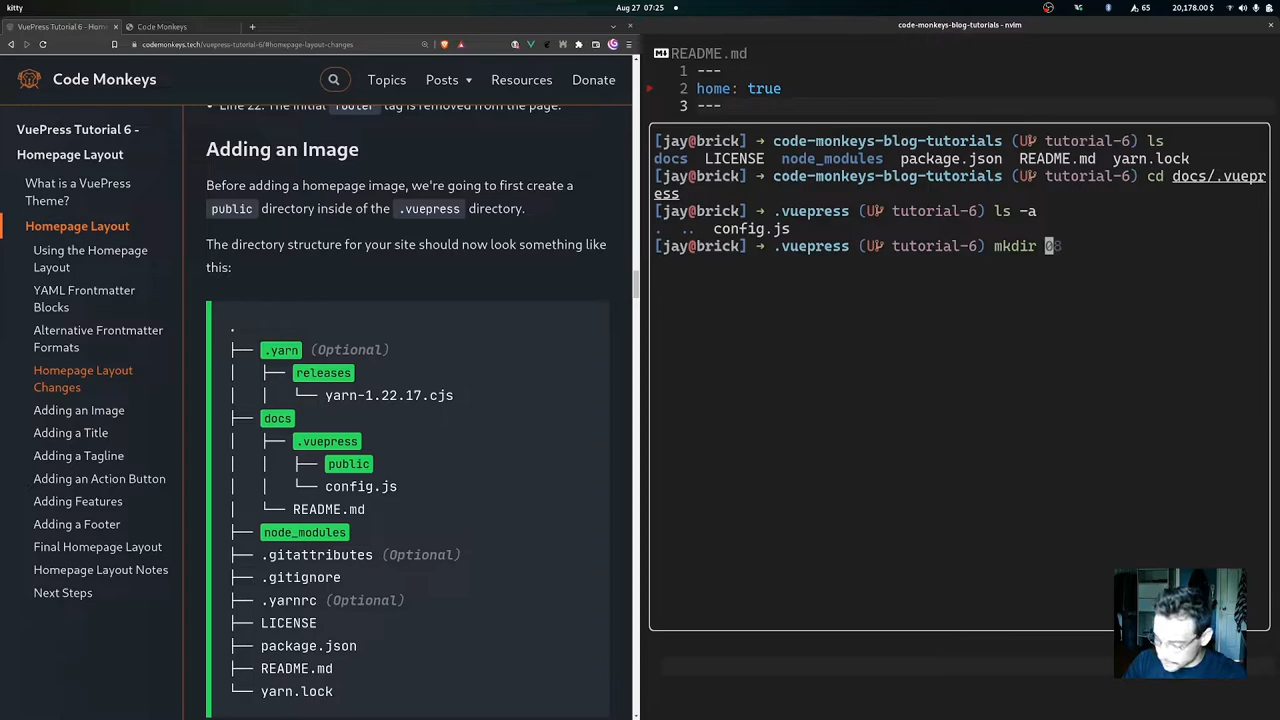 kitty
Aug 27 07:25
65
20,178.00 $
VuePress Tutorial 6 - Hom
Code Monkeys
codemonkeys.tech/vuepress-tutorial-6/#homepage-layout-changes
Code Monkeys
Topics
Posts
Resources
Donate
VuePress Tutorial 6 -
Homepage Layout
What is a VuePress
Theme?
Homepage Layout
Using the Homepage
Layout
YAML Frontmatter
Blocks
Alternative Frontmatter
Formats
Homepage Layout
Changes
Adding an Image
Adding a Title
Adding a Tagline
Adding an Action Button
Adding Features
Adding a Footer
Final Homepage Layout
Homepage Layout Notes
Next Steps
Line 22: The initial footer tag is removed from the page.
Adding an Image
Before adding a homepage image, we're going to first create a
public directory inside of the .vuepress directory.
The directory structure for your site should now look something like
this:
.
├── .yarn (Optional)
│ ├── releases
│ │ └── yarn-1.22.17.cjs
├── docs
│ ├── .vuepress
│ │ ├── public
│ │ └── config.js
│ └── README.md
├── node_modules
├── .gitattributes (Optional)
├── .gitignore
├── .yarnrc (Optional)
├── LICENSE
├── package.json
├── README.md
└── yarn.lock
code-monkeys-blog-tutorials - nvim
README.md
1 ---
2 home: true
3 ---
[jay@brick] → code-monkeys-blog-tutorials (U tutorial-6) ls
docs LICENSE node_modules package.json README.md yarn.lock
[jay@brick] → code-monkeys-blog-tutorials (U tutorial-6) cd docs/.vuepr
ess
[jay@brick] → .vuepress (U tutorial-6) ls -a
. .. config.js
[jay@brick] → .vuepress (U tutorial-6) mkdir 08